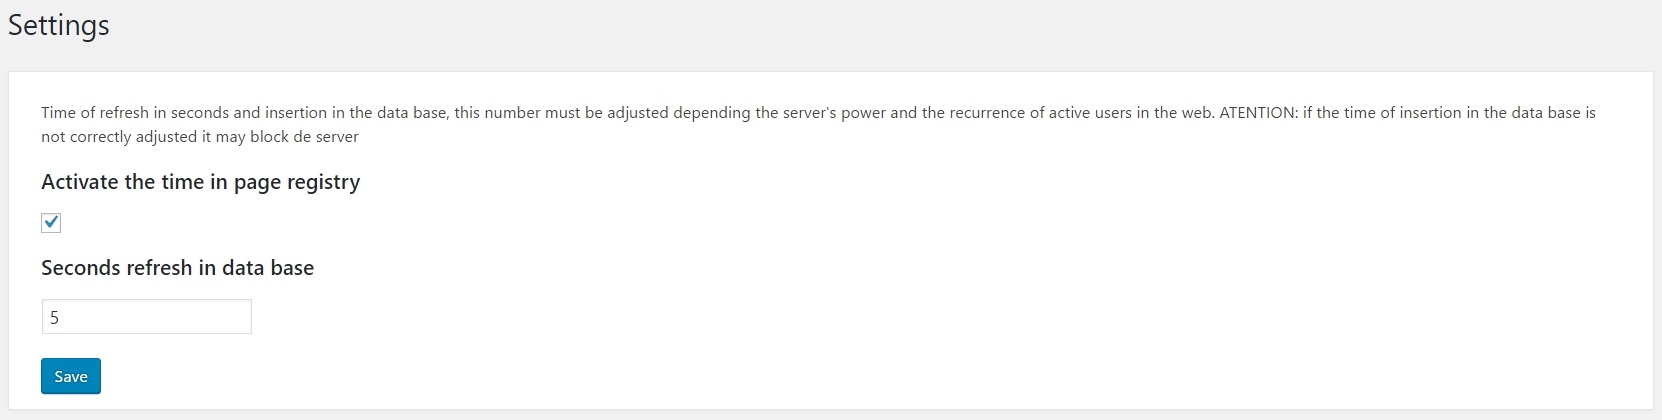 Settings
Time of refresh in seconds and insertion in the data base, this number must be adjusted depending the server's power and the recurrence of active users in the web. ATENTION: if the time of insertion in the data base is
not correctly adjusted it may block de server
Activate the time in page registry
Seconds refresh in data base
5
Save